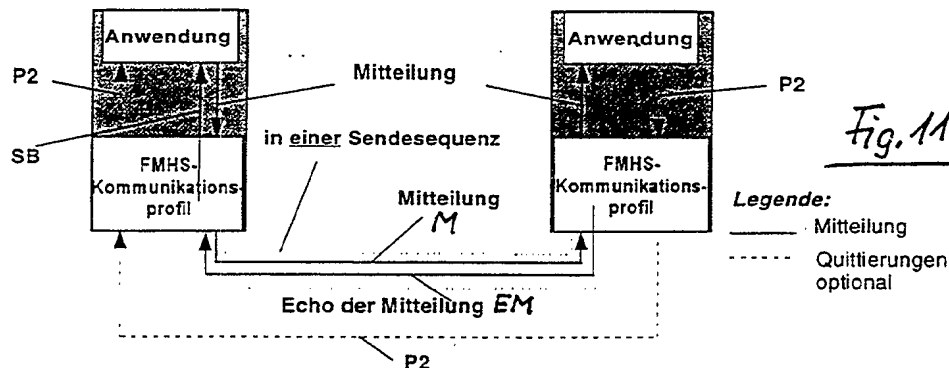 Anwendung
Anwendung
P2
Mitteilung
P2
in einer Sendesequenz
SB
FMHS-
Kommunikations-
profil
FMHS-
Kommunikations-
profil
Fig. 11
Legende:
Mitteilung
M
Mitteilung
Quittierungen
optional
Echo der Mitteilung EM
P2